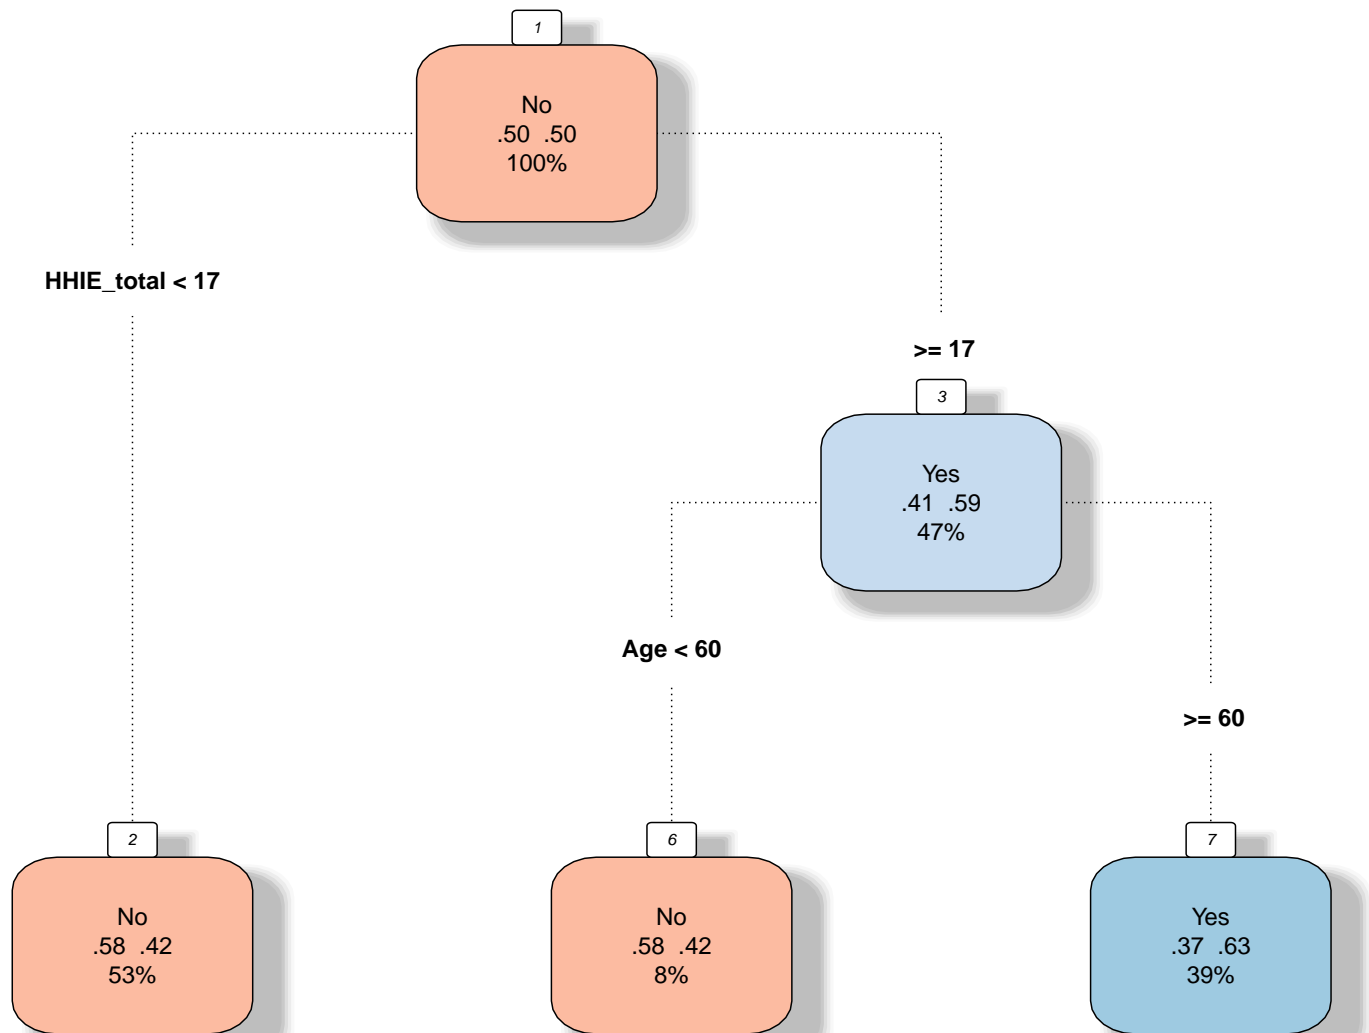 1
No
.50 .50
100%
HHIE_total < 17
>= 17
3
Yes
.41 .59
47%
Age < 60
>= 60
2
No
.58 .42
53%
6
No
.58 .42
8%
7
Yes
.37 .63
39%